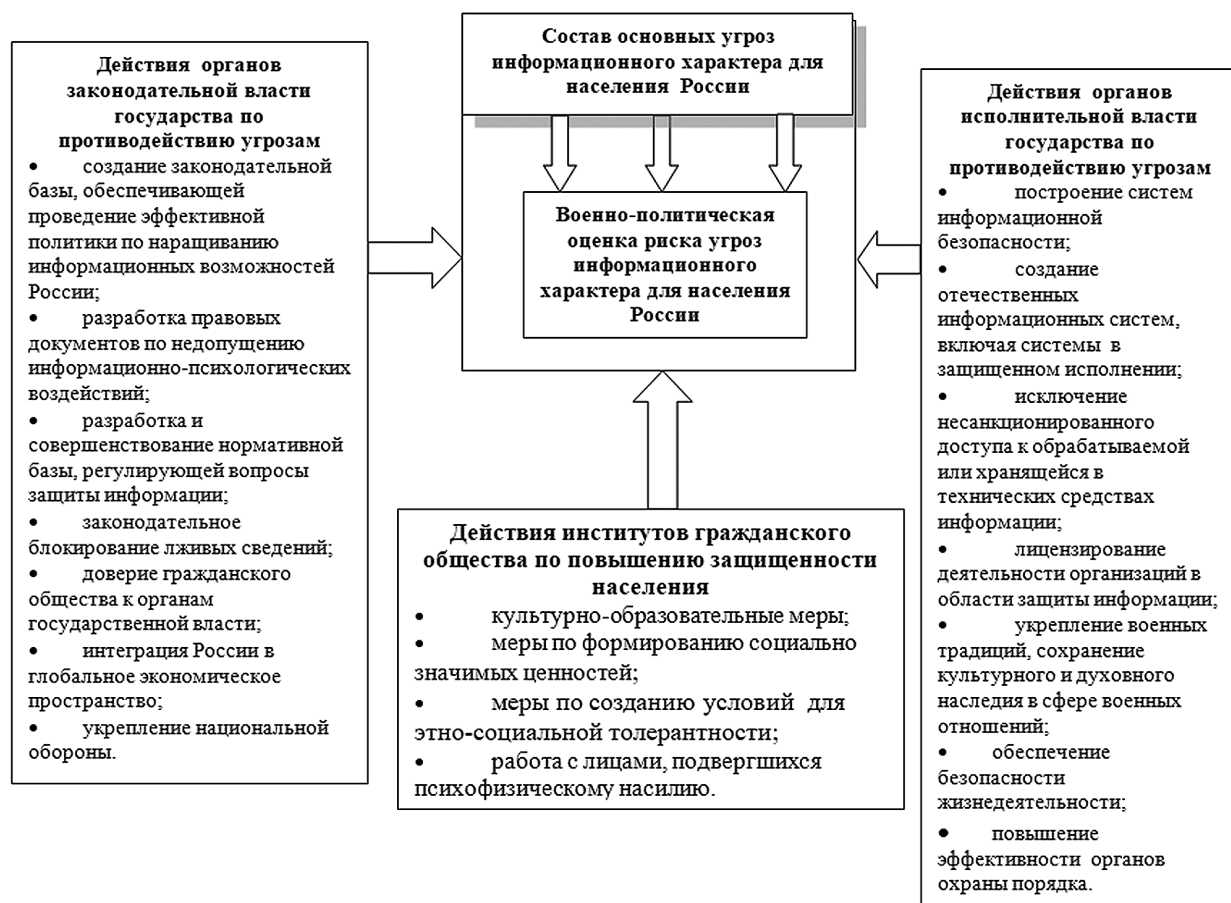 Действия органов
законодательной власти
государства по
противодействию угрозам
• создание законодательной
базы, обеспечивающей
проведение эффективной
политики по наращиванию
информационных возможностей
России;
• разработка правовых
документов по недопущению
информационно-психологических
воздействий;
• разработка и
совершенствование нормативной
базы, регулирующей вопросы
защиты информации;
• законодательное
блокирование лживых сведений;
• доверие гражданского
общества к органам
государственной власти;
• интеграция России в
глобальное экономическое
пространство;
• укрепление национальной
обороны.
Состав основных угроз
информационного характера для
населения России
Военно-политическая
оценка риска угроз
информационного
характера для населения
России
Действия институтов гражданского
общества по повышению защищенности
населения
• культурно-образовательные меры;
• меры по формированию социально
значимых ценностей;
• меры по созданию условий для
этно-социальной толерантности;
• работа с лицами, подвергшихся
психофизическому насилию.
Действия органов
исполнительной власти
государства по
противодействию угрозам
• построение систем
информационной
безопасности;
• создание
отечественных
информационных систем,
включая системы в
защищенном исполнении;
• исключение
несанкционированного
доступа к обрабатываемой
или хранящейся в
технических средствах
информации;
• лицензирование
деятельности организаций в
области защиты информации;
• укрепление военных
традиций, сохранение
культурного и духовного
наследия в сфере военных
отношений;
• обеспечение
безопасности
жизнедеятельности;
• повышение
эффективности органов
охраны порядка.